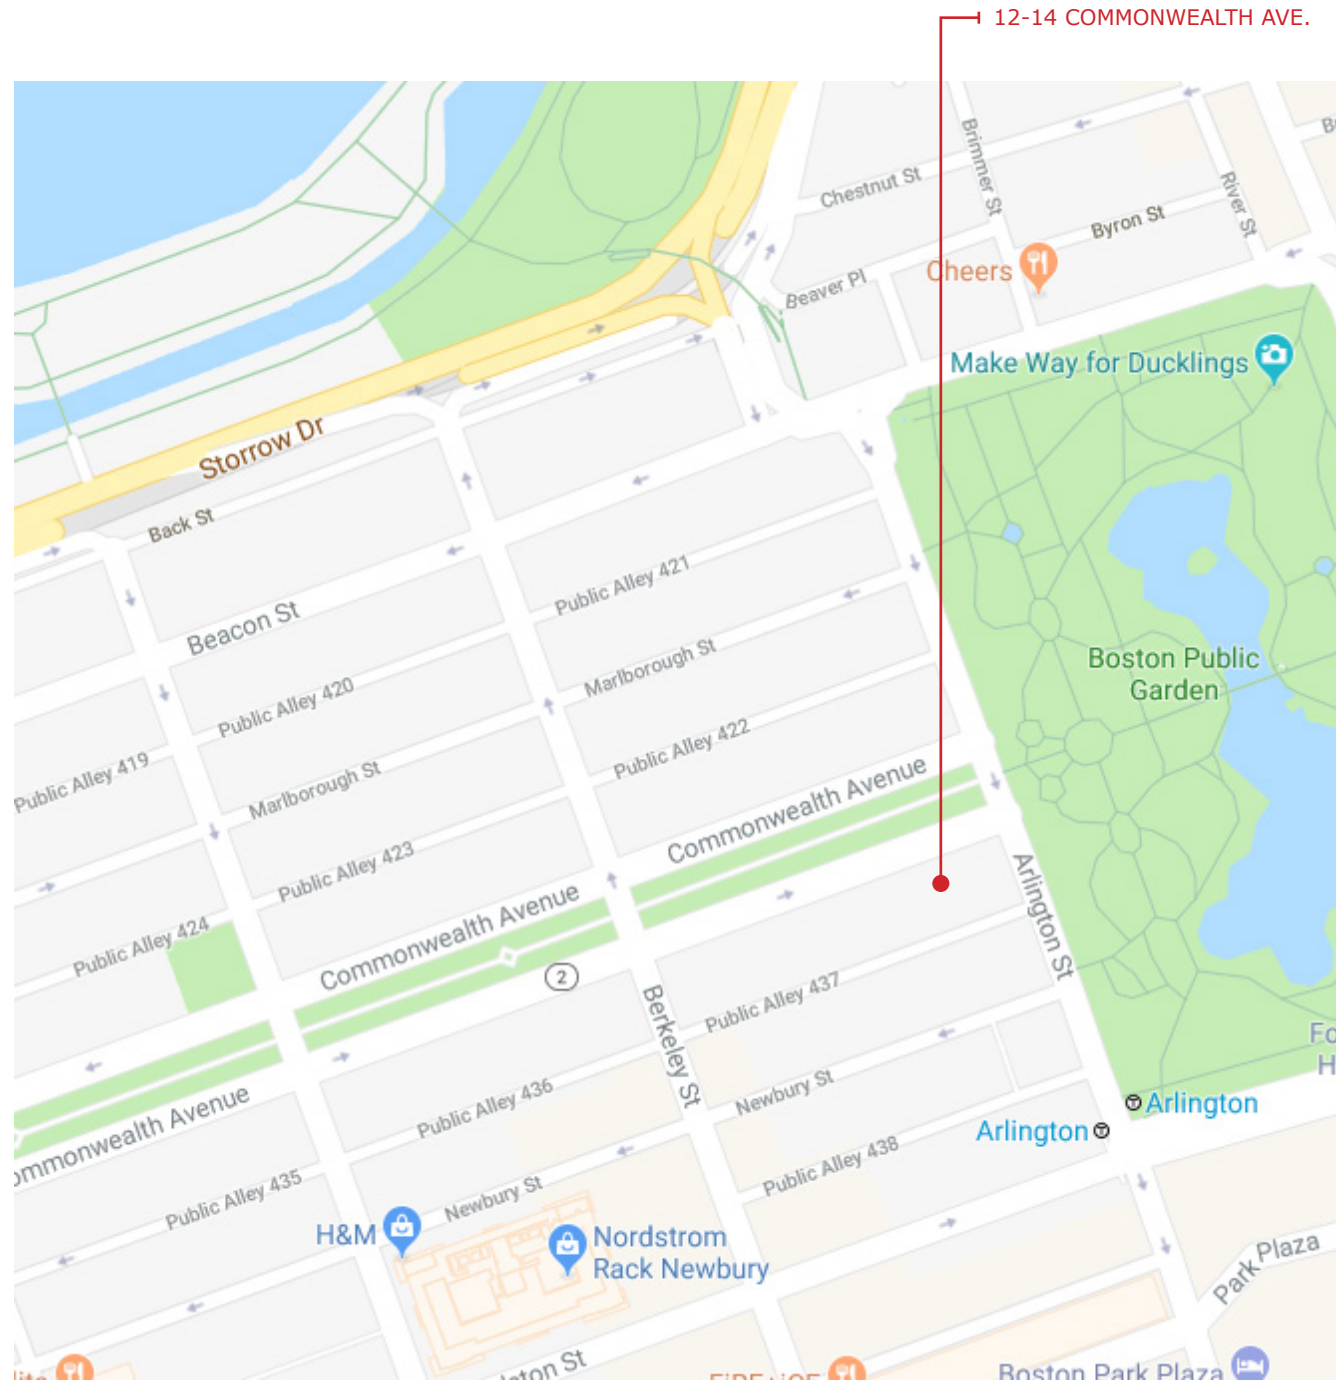 12-14 COMMONWEALTH AVE.
Brimmer St
Chestnut St
River St
Byron St
Cheers
Beaver Pl
Make Way for Ducklings
Storrow Dr
Back St
Public Alley 421
Beacon St
Marlborough St
Boston Public
Garden
Public Alley 420
Public Alley 422
Public Alley 419
Marlborough St
Commonwealth Avenue
Public Alley 423
Arlington St
Commonwealth Avenue
Public Alley 424
2
Berkeley St
Public Alley 437
Fo
H
Newbury St
Public Alley 436
Arlington
Arlington
ommonwealth Avenue
Public Alley 438
Public Alley 435
Newbury St
H&M
Nordstrom
Rack Newbury
Park Plaza
ston St
Boston Park Plaza